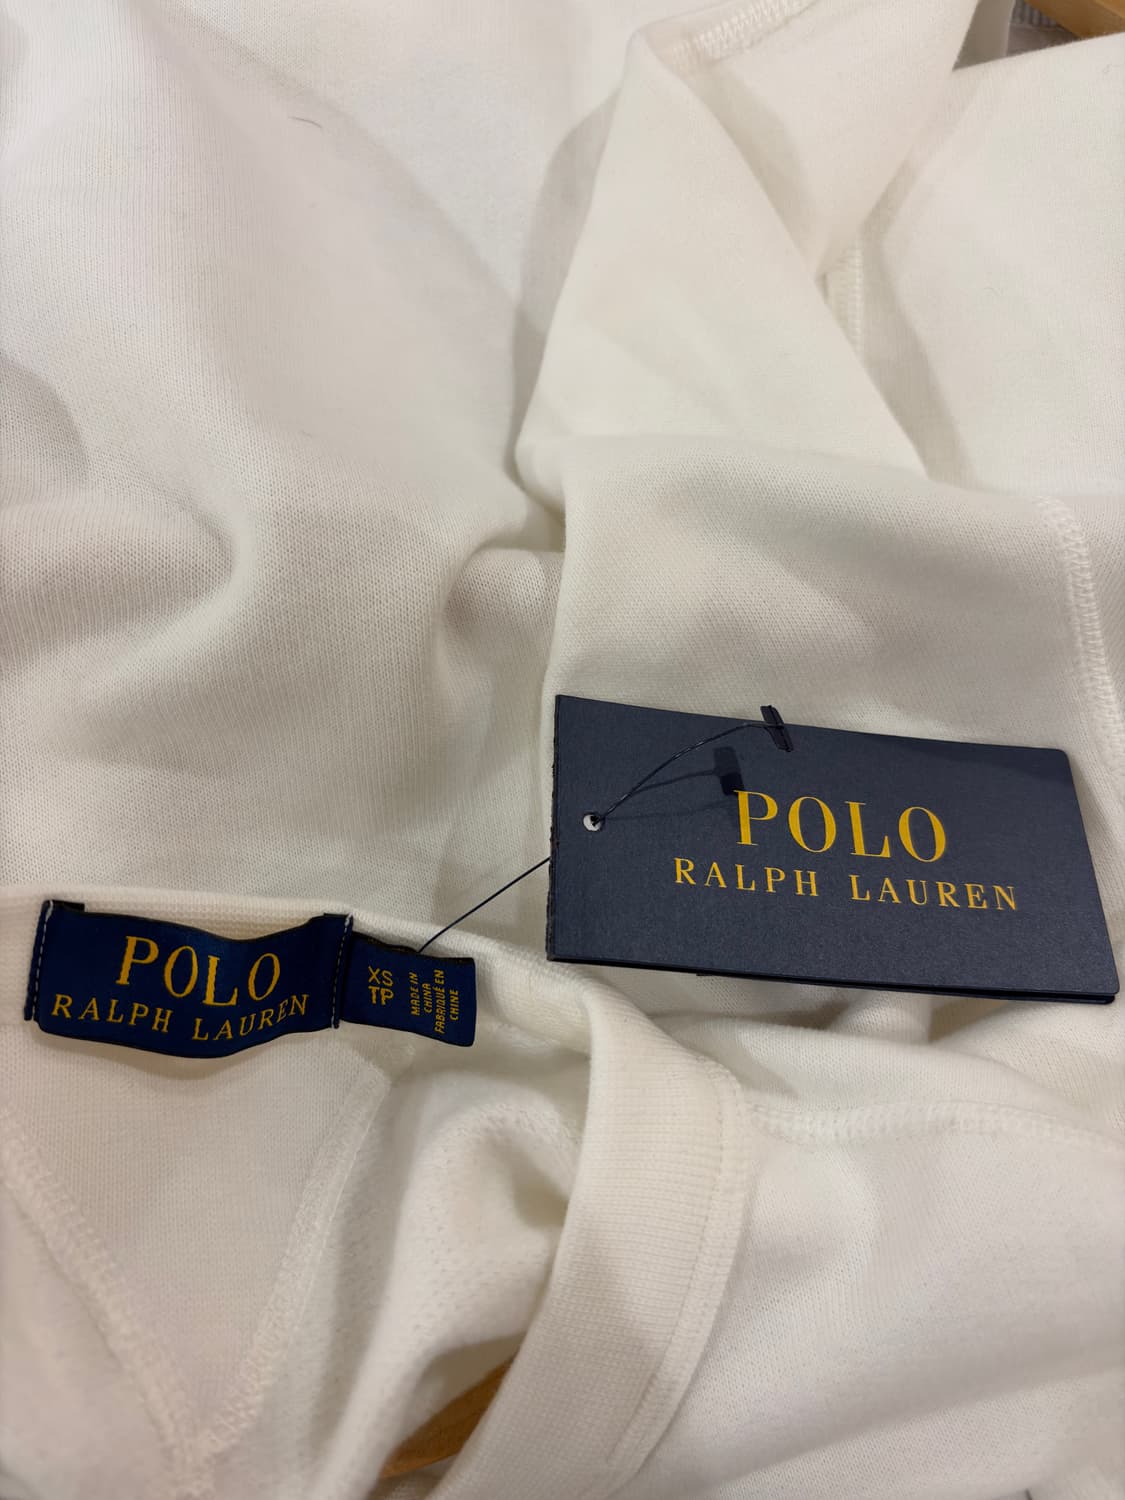 POLO
RALPH LAUREN
POLO
RALPH LAUREN
XS
TP
MADE IN
CHINA
FABRIQUÉ EN
CHINE